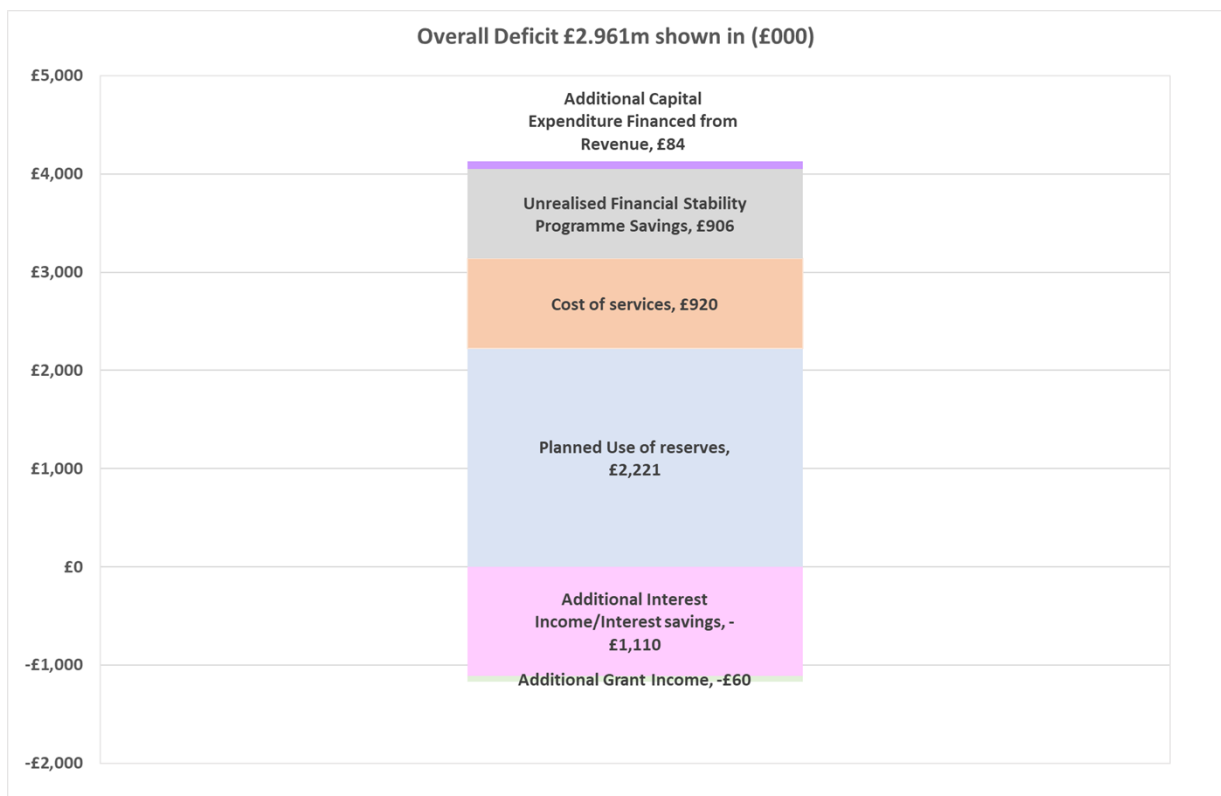 Overall Deficit £2.961m shown in (£000)
£5,000
Additional Capital
Expenditure Financed from
Revenue, £84
£4,000
Unrealised Financial Stability
Programme Savings, £906
£3,000
Cost of services, £920
£2,000
Planned Use of reserves,
£2,221
£1,000
£0
Additional Interest
Income/Interest savings, -
£1,110
-£1,000
Additional Grant Income, -£60
-£2,000